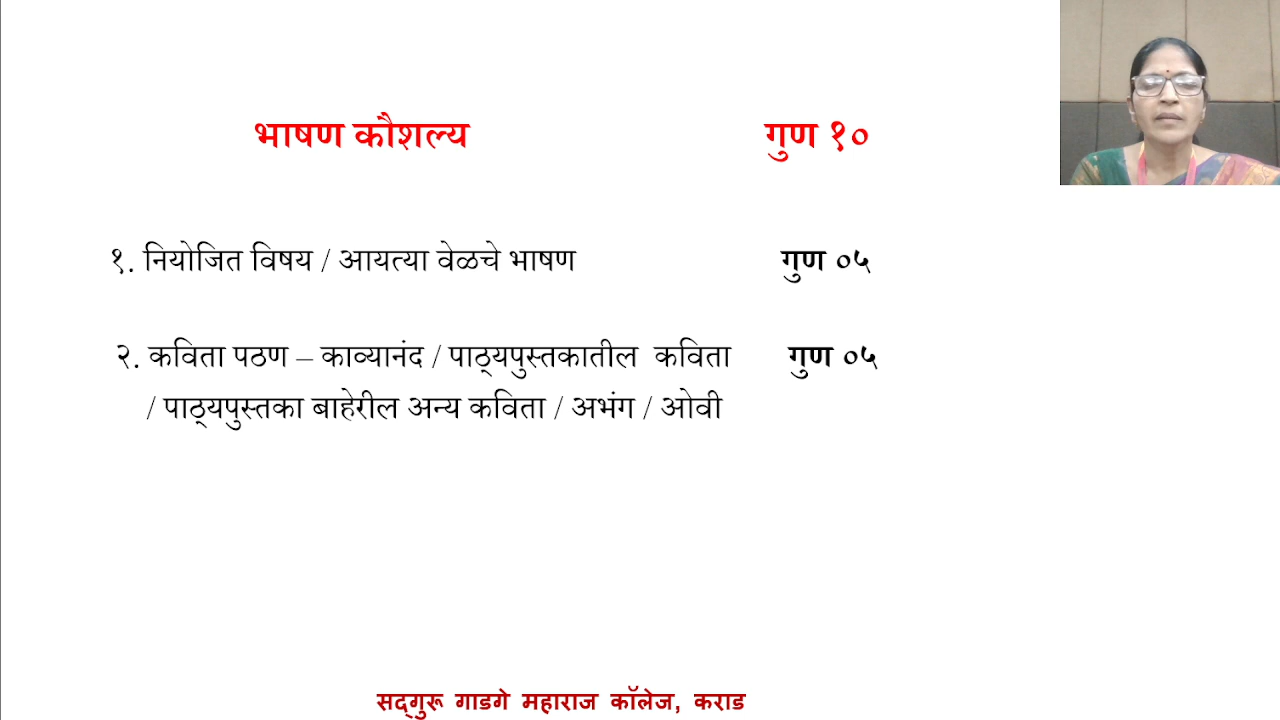 भाषण कौशल्य गुण १०
१. नियोजित विषय / आयत्या वेळचे भाषण गुण ०५
२. कविता पठण – काव्यानंद / पाठ्यपुस्तकातील कविता गुण ०५
/ पाठ्यपुस्तका बाहेरील अन्य कविता / अभंग / ओवी
सद्‌गुरू गाडगे महाराज कॉलेज, कराड